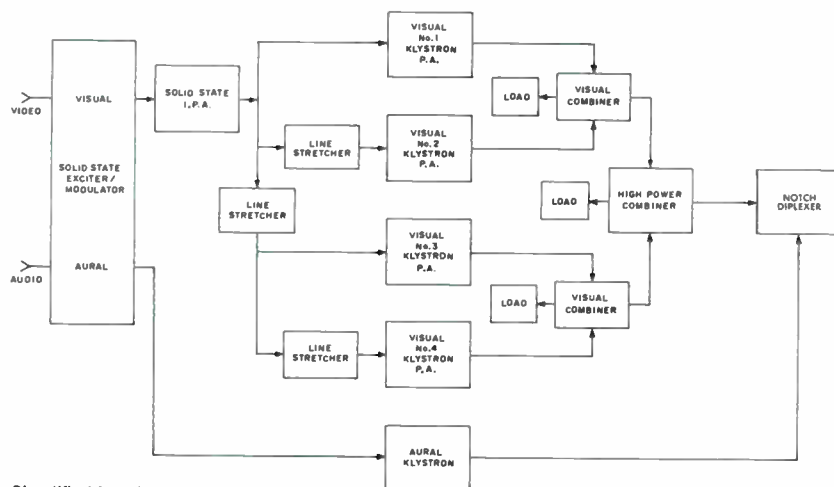 VIDEO
VISUAL
SOLID STATE
EXCITER/
MODULATOR
AURAL
AUDIO
SOLID STATE
I.P.A.
LINE
STRETCHER
LINE
STRETCHER
LINE
STRETCHER
VISUAL
No.1
KLYSTRON
P.A.
VISUAL
No.2
KLYSTRON
P.A.
VISUAL
No.3
KLYSTRON
P.A.
VISUAL
No.4
KLYSTRON
P.A.
AURAL
KLYSTRON
LOAD
VISUAL
COMBINER
LOAD
HIGH POWER
COMBINER
LOAD
VISUAL
COMBINER
NOTCH
DIPLEXER